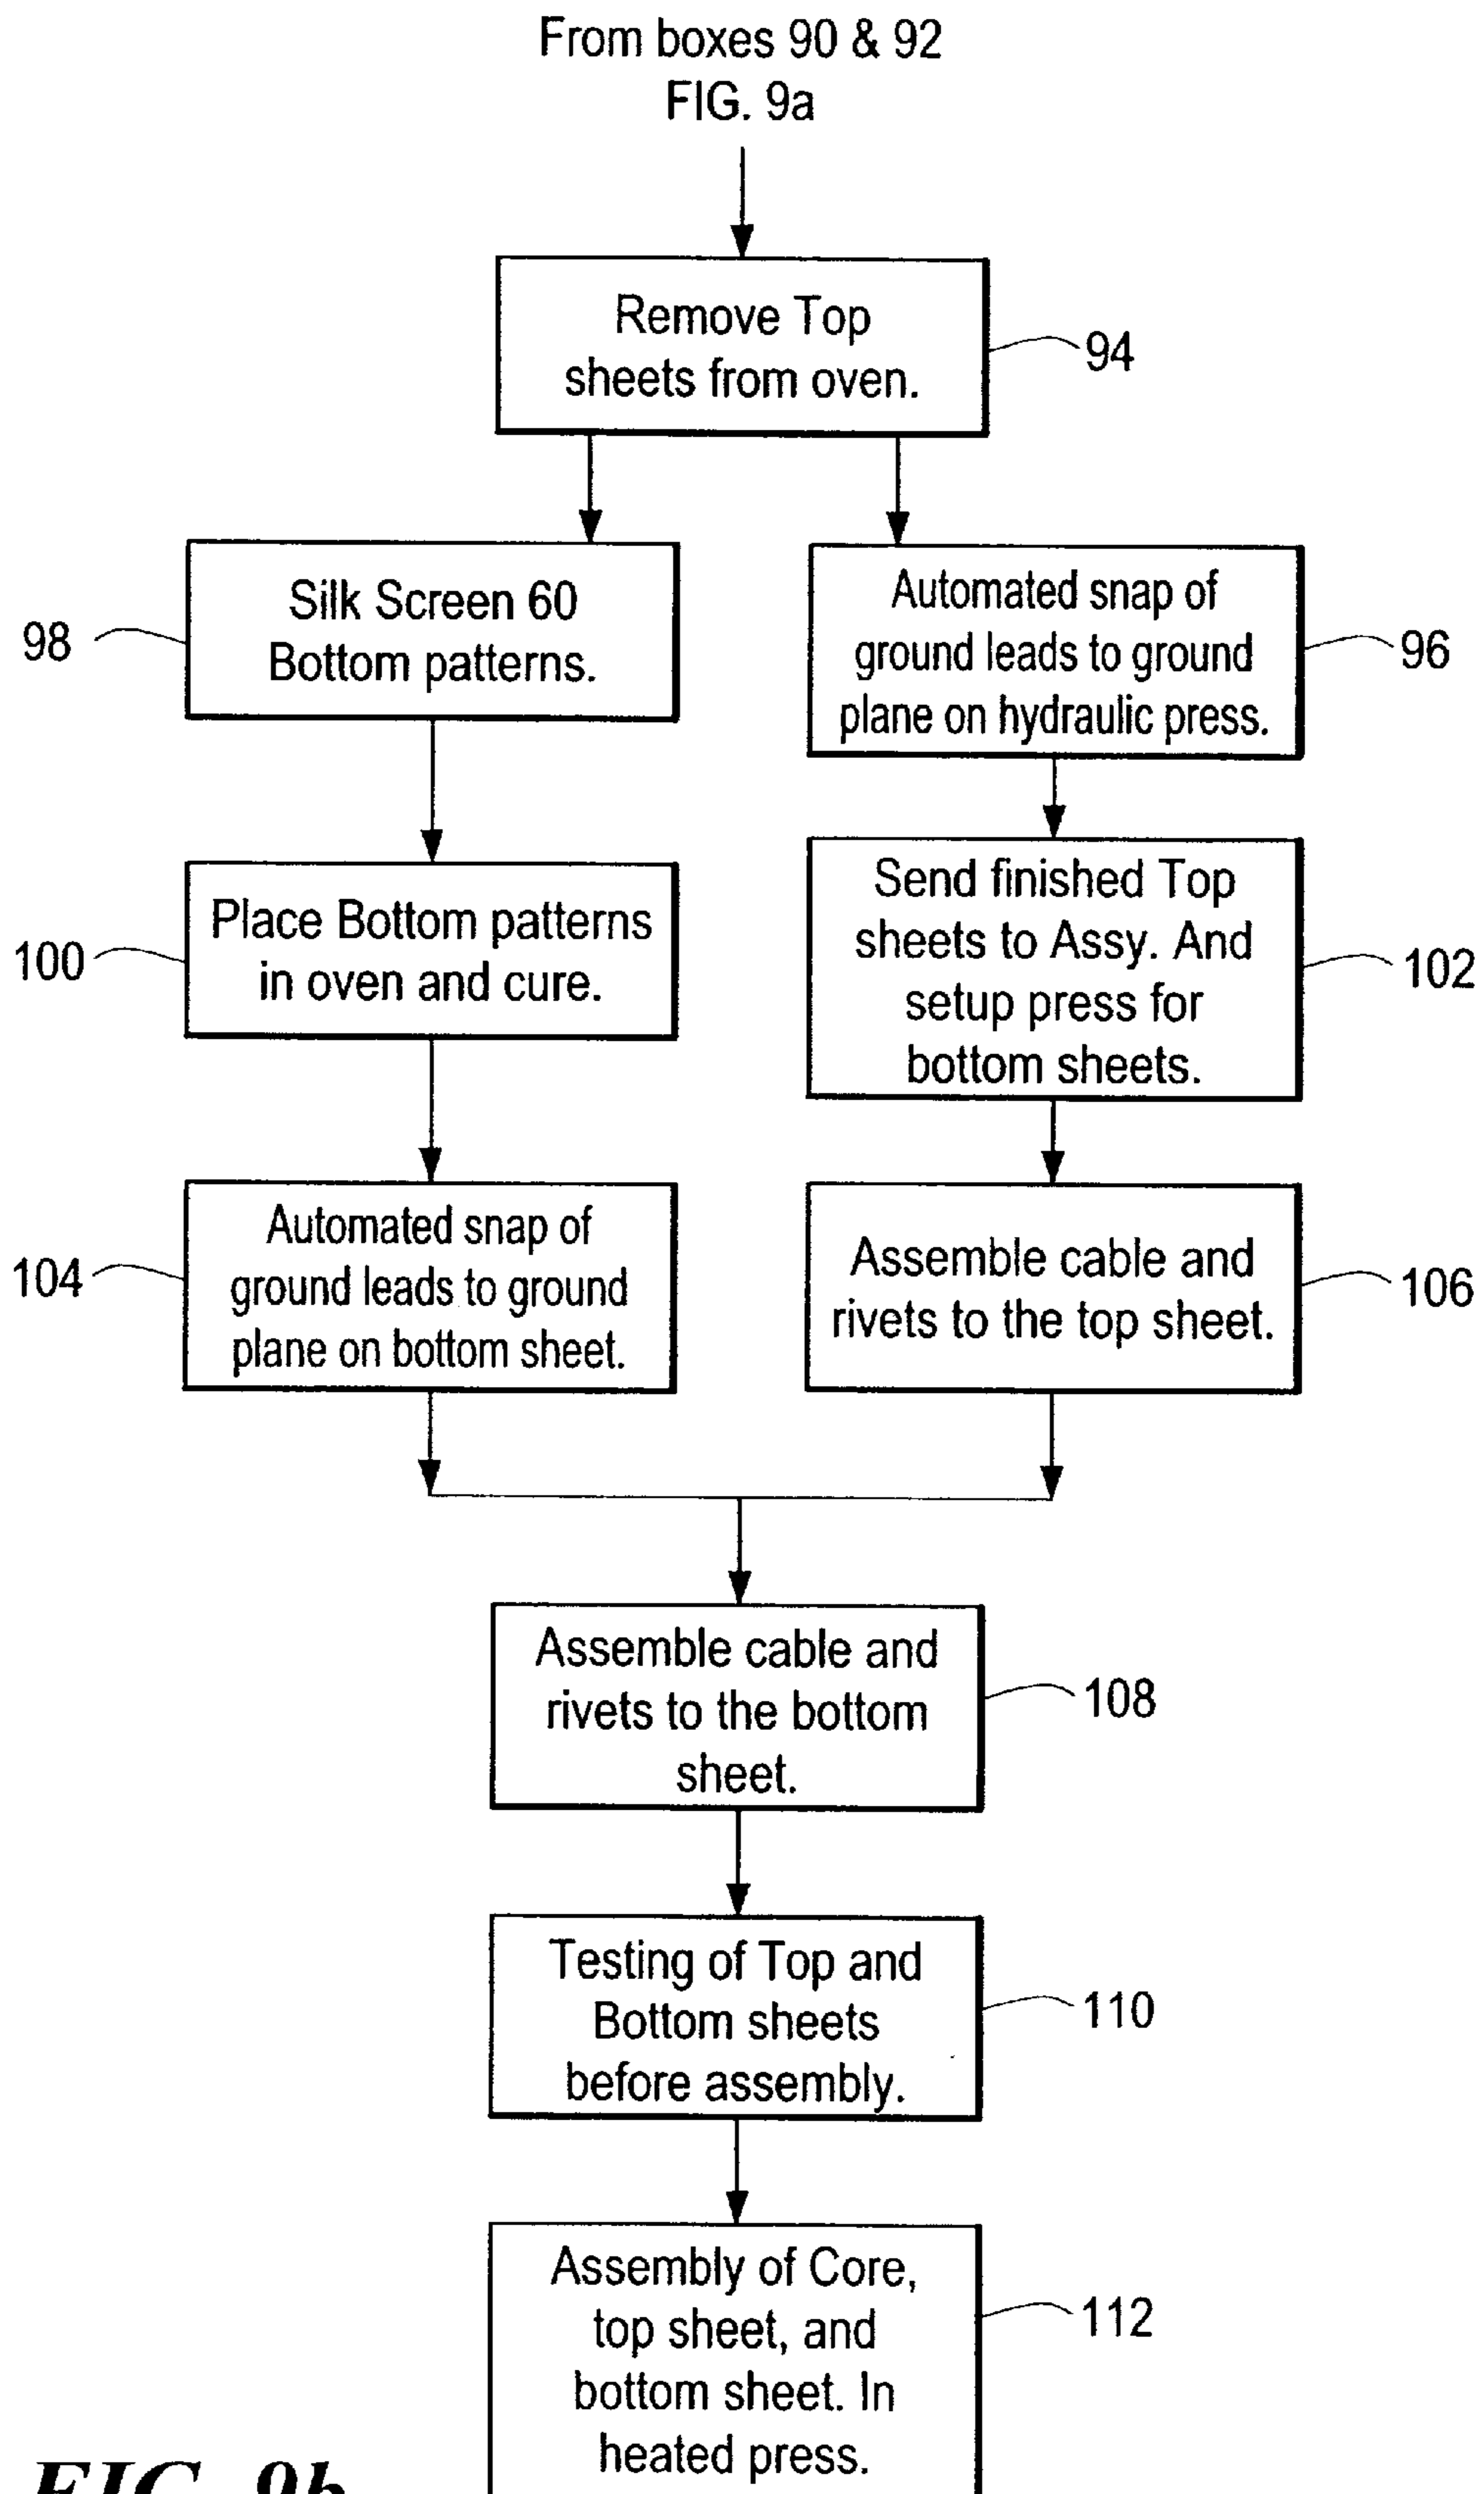 From boxes 90 & 92
FIG. 9a
Remove Top
sheets from oven.
94
Silk Screen 60
Bottom patterns.
98
Automated snap of
ground leads to ground
plane on hydraulic press.
96
Place Bottom patterns
in oven and cure.
100
Send finished Top
sheets to Assy. And
setup press for
bottom sheets.
102
Automated snap of
ground leads to ground
plane on bottom sheet.
104
Assemble cable and
rivets to the top sheet.
106
Assemble cable and
rivets to the bottom
sheet.
108
Testing of Top and
Bottom sheets
before assembly.
110
Assembly of Core,
top sheet, and
bottom sheet. In
heated press.
112
FIG. 9b